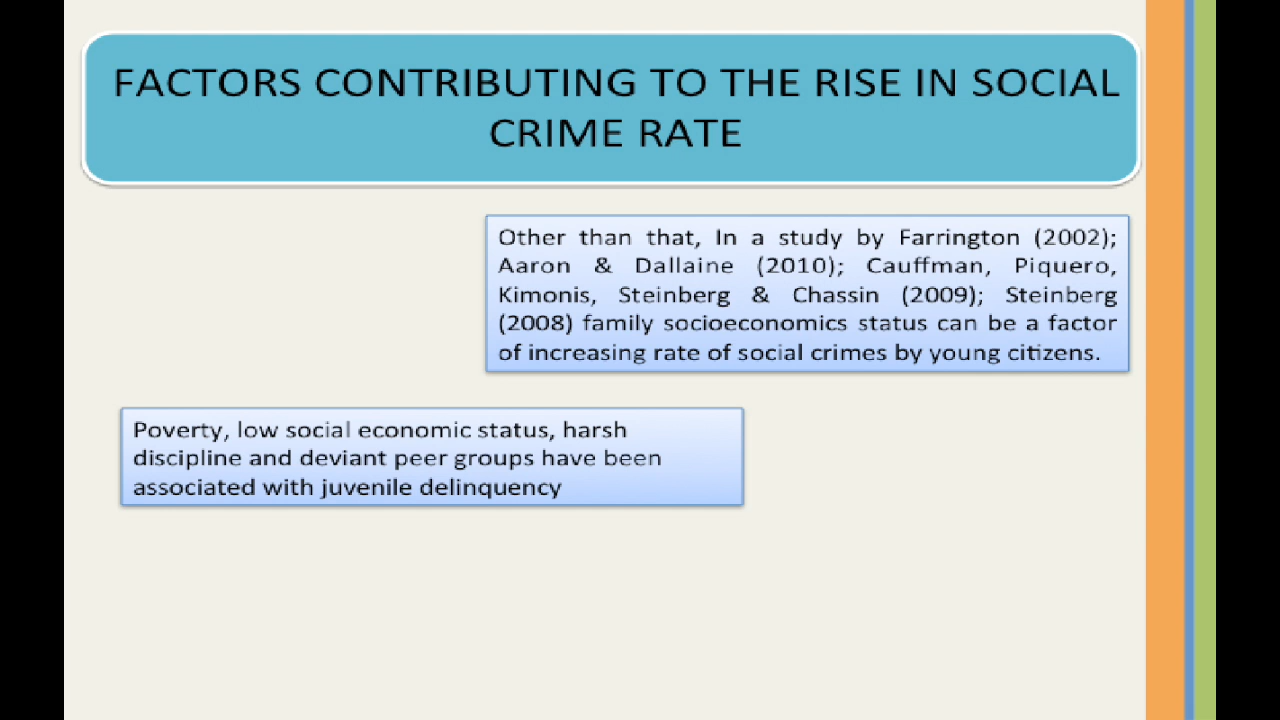 FACTORS CONTRIBUTING TO THE RISE IN SOCIAL
CRIME RATE
Other than that, In a study by Farrington (2002);
Aaron & Dallaine (2010); Cauffman, Piquero,
Kimonis, Steinberg & Chassin (2009); Steinberg
(2008) family socioeconomics status can be a factor
of increasing rate of social crimes by young citizens.
Poverty, low social economic status, harsh
discipline and deviant peer groups have been
associated with juvenile delinquency